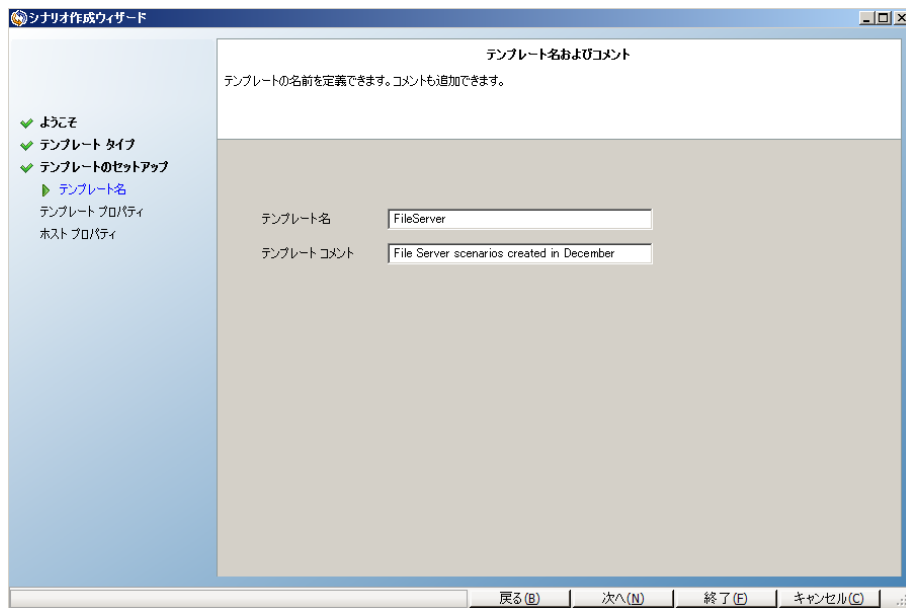 シナリオ作成ウィザード
テンプレート名およびコメント
テンプレートの名前を定義できます。コメントも追加できます。
ようこそ
テンプレート タイプ
テンプレートのセットアップ
テンプレート名
テンプレート プロパティ
ホスト プロパティ
テンプレート名 FileServer
テンプレート コメント File Server scenarios created in December
戻る(B) 次へ(N) 終了(F) キャンセル(C)